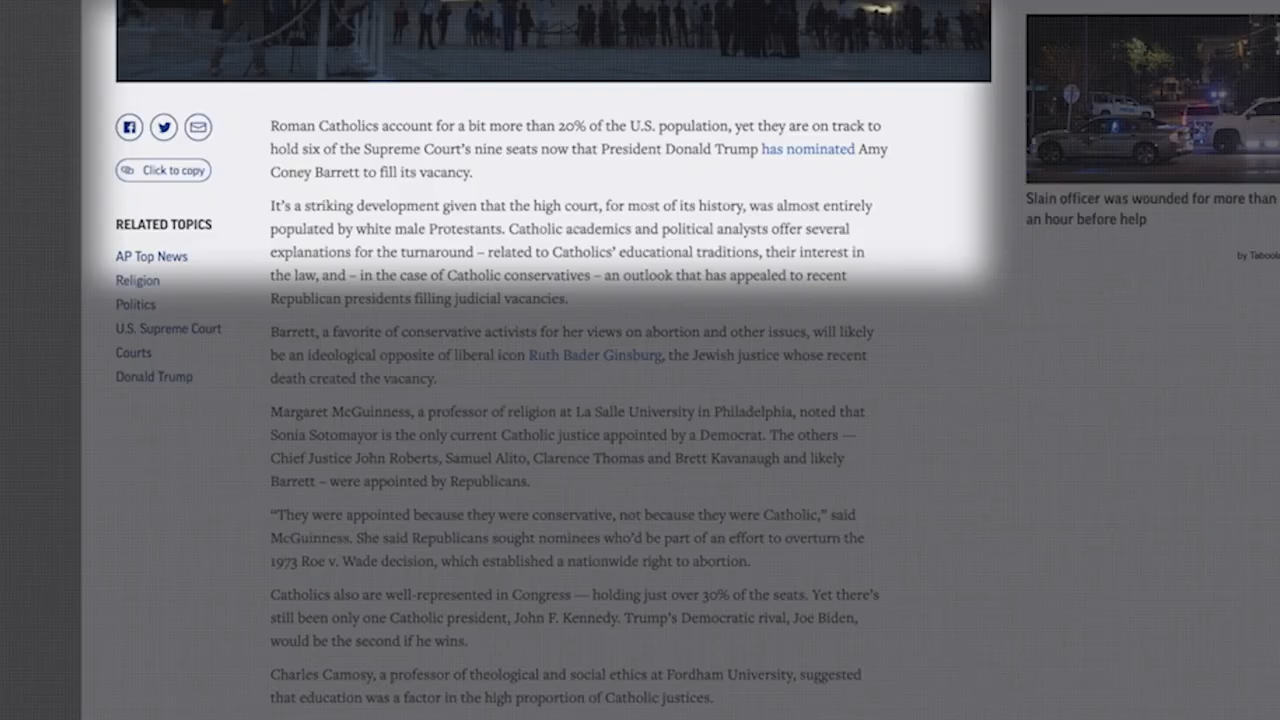 Roman Catholics account for a bit more than 20% of the U.S. population, yet they are on track to
hold six of the Supreme Court's nine seats now that President Donald Trump has nominated Amy
Coney Barrett to fill its vacancy.
It's a striking development given that the high court, for most of its history, was almost entirely
populated by white male Protestants. Catholic academics and political analysts offer several
explanations for the turnaround – related to Catholics' educational traditions, their interest in
the law, and – in the case of Catholic conservatives – an outlook that has appealed to recent
Republican presidents filling judicial vacancies.
Barrett, a favorite of conservative activists for her views on abortion and other issues, will likely
be an ideological opposite of liberal icon Ruth Bader Ginsburg, the Jewish justice whose recent
death created the vacancy.
Margaret McGuinness, a professor of religion at La Salle University in Philadelphia, noted that
Sonia Sotomayor is the only current Catholic justice appointed by a Democrat. The others —
Chief Justice John Roberts, Samuel Alito, Clarence Thomas and Brett Kavanaugh and likely
Barrett – were appointed by Republicans.
“They were appointed because they were conservative, not because they were Catholic,” said
McGuinness. She said Republicans sought nominees who'd be part of an effort to overturn the
1973 Roe v. Wade decision, which established a nationwide right to abortion.
Catholics also are well-represented in Congress — holding just over 30% of the seats. Yet there's
still been only one Catholic president, John F. Kennedy. Trump's Democratic rival, Joe Biden,
would be the second if he wins.
Charles Camosy, a professor of theological and social ethics at Fordham University, suggested
that education was a factor in the high proportion of Catholic justices.
Click to copy
RELATED TOPICS
AP Top News
Religion
Politics
U.S. Supreme Court
Courts
Donald Trump
Slain officer was wounded for more than
an hour before help
by Taboola